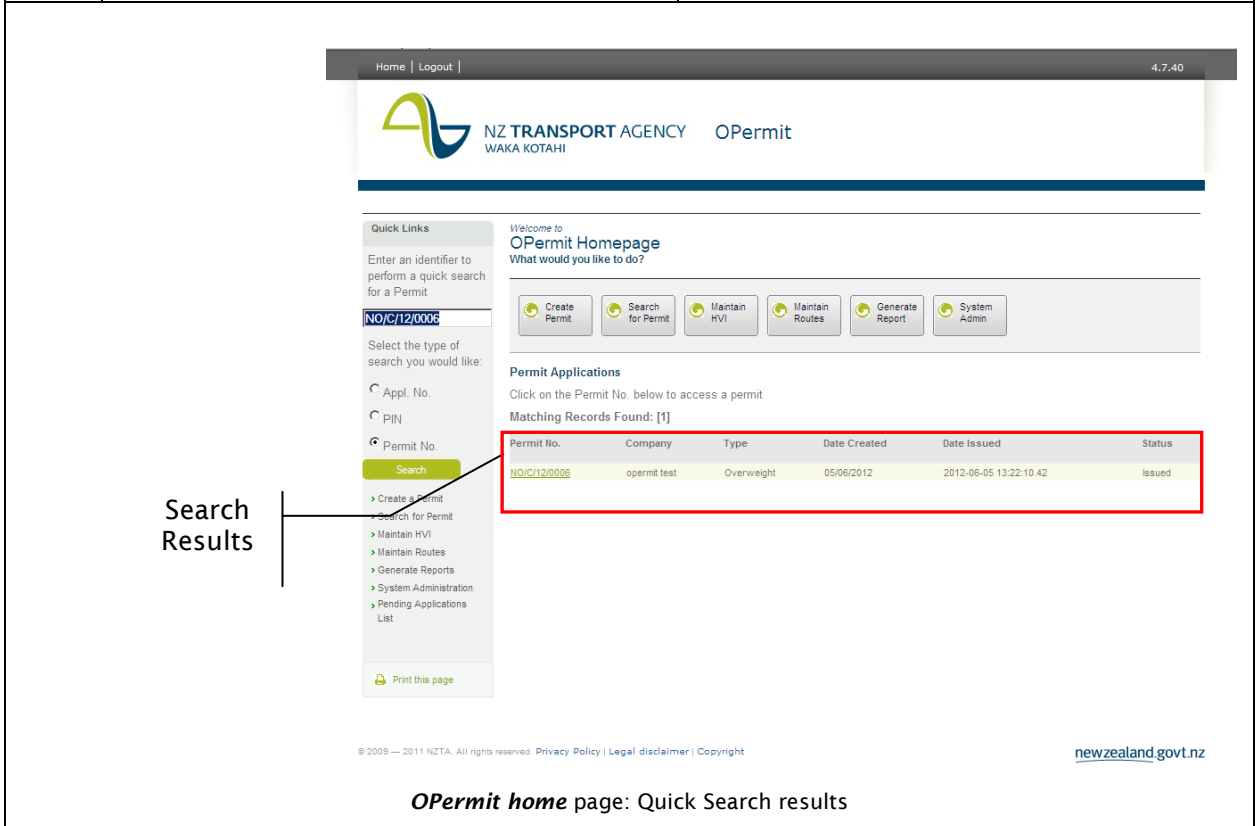 Home | Logout |
4.7.40
NZ TRANSPORT AGENCY
WAKA KOTAHI
OPermit
Quick Links
Enter an identifier to
perform a quick search
for a Permit
NO/C/12/0006
Select the type of
search you would like:
Appl. No.
PIN
Permit No.
Search
Create a Permit
Search for Permit
Maintain HVI
Maintain Routes
Generate Reports
System Administration
Pending Applications
List
Print this page
Welcome to
OPermit Homepage
What would you like to do?
Create
Permit
Search
for Permit
Maintain
HVI
Maintain
Routes
Generate
Report
System
Admin
Permit Applications
Click on the Permit No. below to access a permit
Matching Records Found: [1]
Permit No. Company Type Date Created Date Issued Status
NO/C/12/0006 opermit test Overweight 05/06/2012 2012-06-05 13:22:10.42 Issued
Search
Results
© 2009 — 2011 NZTA. All rights reserved. Privacy Policy | Legal disclaimer | Copyright
newzealand.govt.nz
OPermit home page: Quick Search results